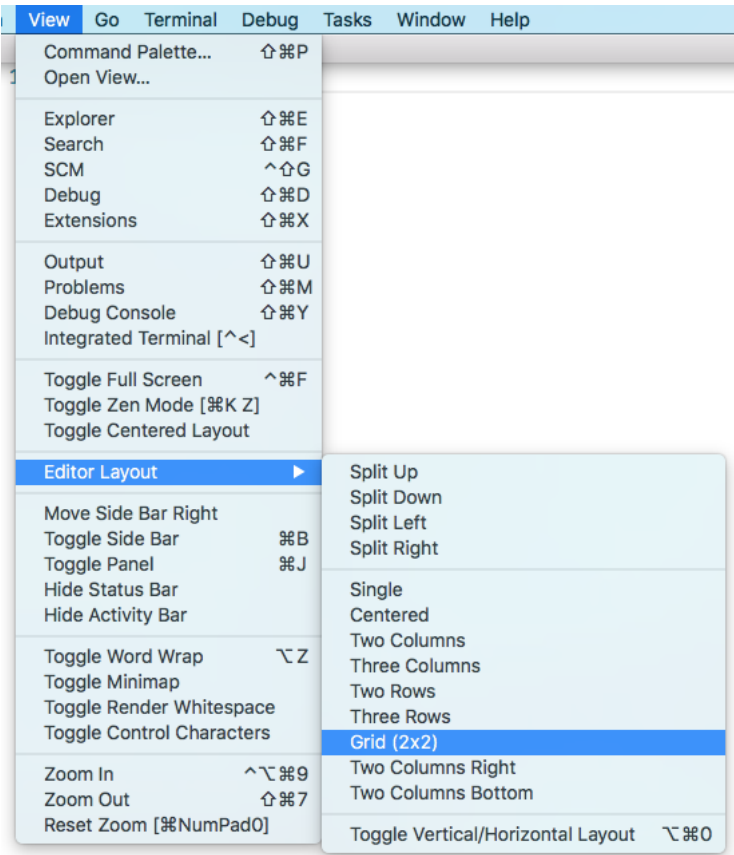 View Go Terminal Debug Tasks Window Help
Command Palette... ⇧⌘P
Open View...
1
Explorer ⇧⌘E
Search ⇧⌘F
SCM ^⇧G
Debug ⇧⌘D
Extensions ⇧⌘X
Output ⇧⌘U
Problems ⇧⌘M
Debug Console ⇧⌘Y
Integrated Terminal [^<]
Toggle Full Screen ^⌘F
Toggle Zen Mode [⌘K Z]
Toggle Centered Layout
Editor Layout ▶
Move Side Bar Right
Toggle Side Bar ⌘B
Toggle Panel ⌘J
Hide Status Bar
Hide Activity Bar
Toggle Word Wrap ⌥Z
Toggle Minimap
Toggle Render Whitespace
Toggle Control Characters
Zoom In ^⌥⌘9
Zoom Out ⇧⌘7
Reset Zoom [⌘NumPad0]
Split Up
Split Down
Split Left
Split Right
Single
Centered
Two Columns
Three Columns
Two Rows
Three Rows
Grid (2x2)
Two Columns Right
Two Columns Bottom
Toggle Vertical/Horizontal Layout ⌥⌘0